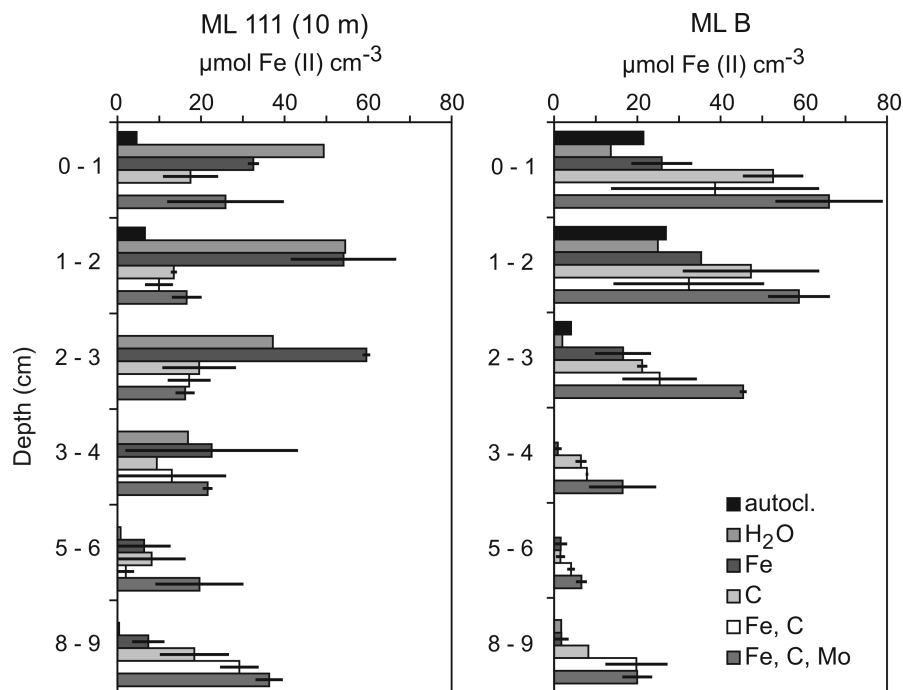 ML 111 (10 m)
µmol Fe (II) cm-3
0 20 40 60 80
Depth (cm)
0 - 1
1 - 2
2 - 3
3 - 4
5 - 6
8 - 9
ML B
µmol Fe (II) cm-3
0 20 40 60 80
0 - 1
1 - 2
2 - 3
3 - 4
5 - 6
8 - 9
autocl.
H2O
Fe
C
Fe, C
Fe, C, Mo